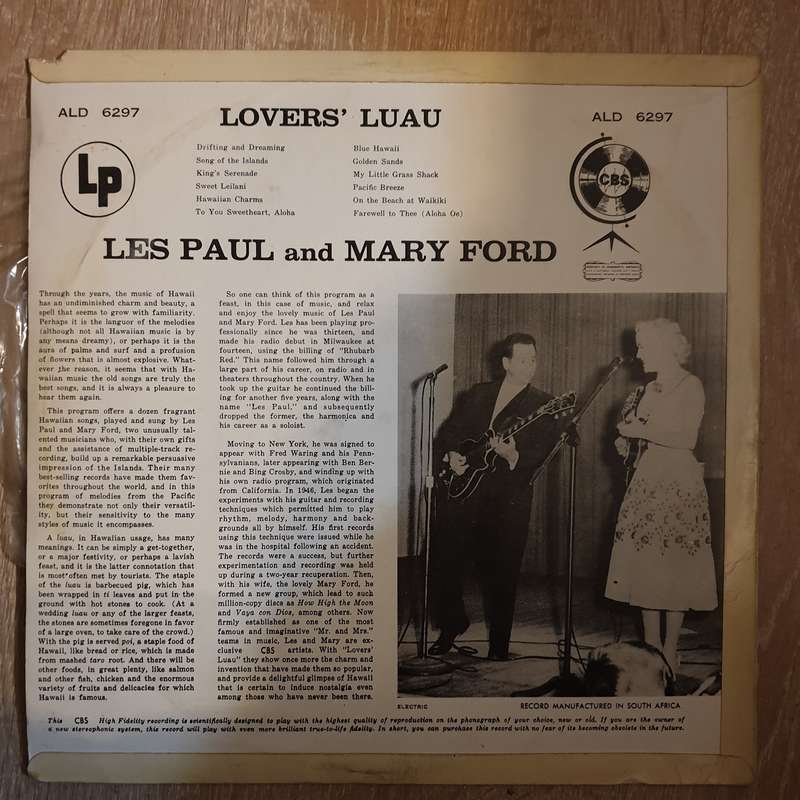 ALD 6297
LOVERS' LUAU
ALD 6297
Lp
Drifting and Dreaming
Song of the Islands
King's Serenade
Sweet Leilani
Hawaiian Charms
To You Sweetheart, Aloha
Blue Hawaii
Golden Sands
My Little Grass Shack
Pacific Breeze
On the Beach at Waikiki
Farewell to Thee (Aloha Oe)
CBS
LES PAUL and MARY FORD
Through the years, the music of Hawaii
has an undiminished charm and beauty, a
spell that seems to grow with familiarity.
Perhaps it is the languor of the melodies
(although not all Hawaiian music is by
any means dreamy), or perhaps it is the
aura of palms and surf and a profusion
of flowers that is almost explosive. What-
ever the reason, it seems that with Ha-
waiian music the old songs are truly the
best songs, and it is always a pleasure to
hear them again.
This program offers a dozen fragrant
Hawaiian songs, played and sung by Les
Paul and Mary Ford, two unusually tal-
ented musicians who, with their own gifts
and the assistance of multiple-track re-
cording, build up a remarkable persuasive
impression of the Islands. Their many
best-selling records have made them fav-
orites throughout the world, and in this
program of melodies from the Pacific
they demonstrate not only their versatil-
ity, but their sensitivity to the many
styles of music it encompasses.
A luau, in Hawaiian usage, has many
meanings. It can be simply a get-together,
or a major festivity, or perhaps a lavish
feast, and it is the latter connotation that
is most often met by tourists. The staple
of the luau is barbecued pig, which has
been wrapped in ti leaves and put in the
ground with hot stones to cook. (At a
wedding luau or any of the larger feasts,
the stones are sometimes foregone in favor
of a large oven, to take care of the crowd.)
With the pig is served poi, a staple food of
Hawaii, like bread or rice, which is made
from mashed taro root. And there will be
other foods, in great plenty, like salmon
and other fish, chicken and the enormous
variety of fruits and delicacies for which
Hawaii is famous.
So one can think of this program as a
feast, in this case of music, and relax
and enjoy the lovely music of Les Paul
and Mary Ford. Les has been playing pro-
fessionally since he was thirteen, and
made his radio debut in Milwaukee at
fourteen, using the billing of "Rhubarb
Red." This name followed him through a
large part of his career, on radio and in
theaters throughout the country. When he
took up the guitar he continued the bill-
ing for another five years, along with the
name "Les Paul," and subsequently
dropped the former, the harmonica and
his career as a soloist.
Moving to New York, he was signed to
appear with Fred Waring and his Penn-
sylvanians, later appearing with Ben Ber-
nie and Bing Crosby, and winding up with
his own radio program, which originated
from California. In 1946, Les began the
experiments with his guitar and recording
techniques which permitted him to play
rhythm, melody, harmony and back-
grounds all by himself. His first records
using this technique were issued while he
was in the hospital following an accident.
The records were a success, but further
experimentation and recording was held
up during a two-year recuperation. Then,
with his wife, the lovely Mary Ford, he
formed a new group, which lead to such
million-copy discs as How High the Moon
and Vaya con Dios, among others. Now
firmly established as one of the most
famous and imaginative "Mr. and Mrs."
teams in music, Les and Mary are ex-
clusive CBS artists. With "Lovers'
Luau" they show once more the charm and
invention that have made them so popular,
and provide a delightful glimpse of Hawaii
that is certain to induce nostalgia even
among those who have never been there.
ELECTRIC
RECORD MANUFACTURED IN SOUTH AFRICA
This CBS High Fidelity recording is scientifically designed to play with the highest quality of reproduction on the phonograph of your choice, new or old. If you are the owner of
a new stereophonic system, this record will play with even more brilliant true-to-life fidelity. In short, you can purchase this record with no fear of its becoming obsolete in the future.